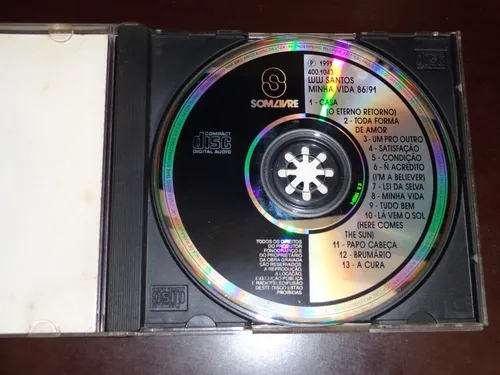 SOMLIVRE
COMPACT
disc
DIGITAL AUDIO
℗ 1991
400.1043
LULU SANTOS
MINHA VIDA 86/91
1 - CASA
(O ETERNO RETORNO)
2 - TODA FORMA
DE AMOR
3 - UM PRO OUTRO
4 - SATISFAÇÃO
5 - CONDIÇÃO
6 - Ñ ACREDITO
(I'M A BELIEVER)
7 - LEI DA SELVA
8 - MINHA VIDA
9 - TUDO BEM
10 - LÁ VEM O SOL
(HERE COMES
THE SUN)
11 - PAPO CABEÇA
12 - BRUMÁRIO
13 - A CURA
TODOS OS DIREITOS
DO PRODUTOR
FONOGRÁFICO E
DO PROPRIETÁRIO
DA OBRA GRAVADA
SÃO RESERVADOS.
A REPRODUÇÃO,
A LOCAÇÃO,
A EXECUÇÃO PÚBLICA
E RADIOTELEDIFUSÃO
DESTE DISCO ESTÃO
PROIBIDAS.